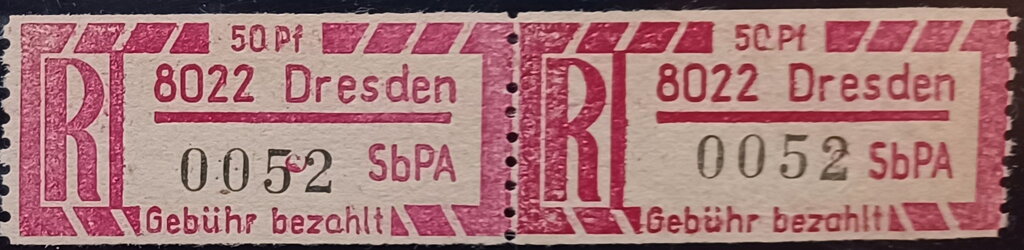 50 Pf
R 8022 Dresden
0052 SbPA
Gebühr bezahlt
50 Pf
R 8022 Dresden
0052 SbPA
Gebühr bezahlt